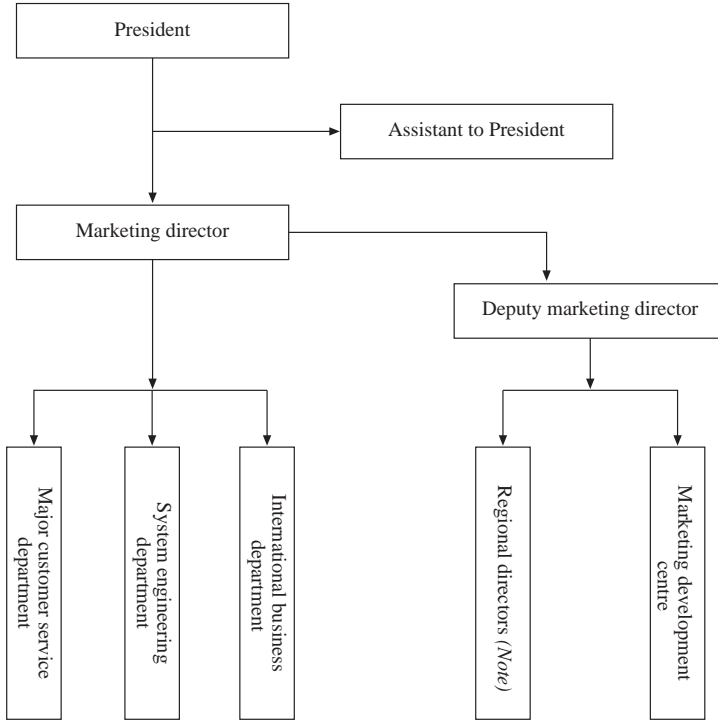 President
Assistant to President
Marketing director
Deputy marketing director
Major customer service
department
System engineering
department
International business
department
Regional directors (Note)
Marketing development
centre